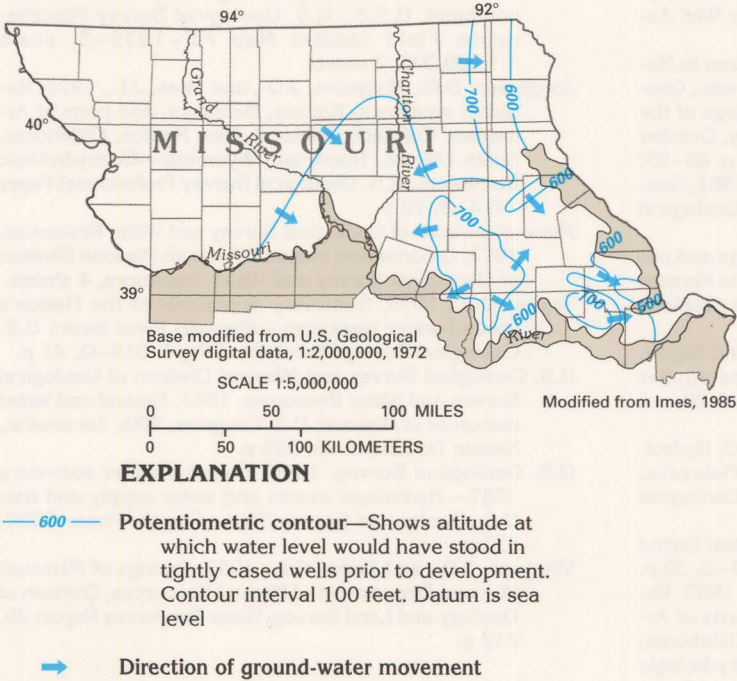 94°
92°
40°
39°
Grand
River
Chariton
River
MISSOURI
Missouri
River
700
600
600
700
600
600
700
600
Base modified from U.S. Geological
Survey digital data, 1:2,000,000, 1972
SCALE 1:5,000,000
0 50 100 MILES
0 50 100 KILOMETERS
Modified from Imes, 1985
EXPLANATION
600 Potentiometric contour—Shows altitude at
which water level would have stood in
tightly cased wells prior to development.
Contour interval 100 feet. Datum is sea
level
Direction of ground-water movement